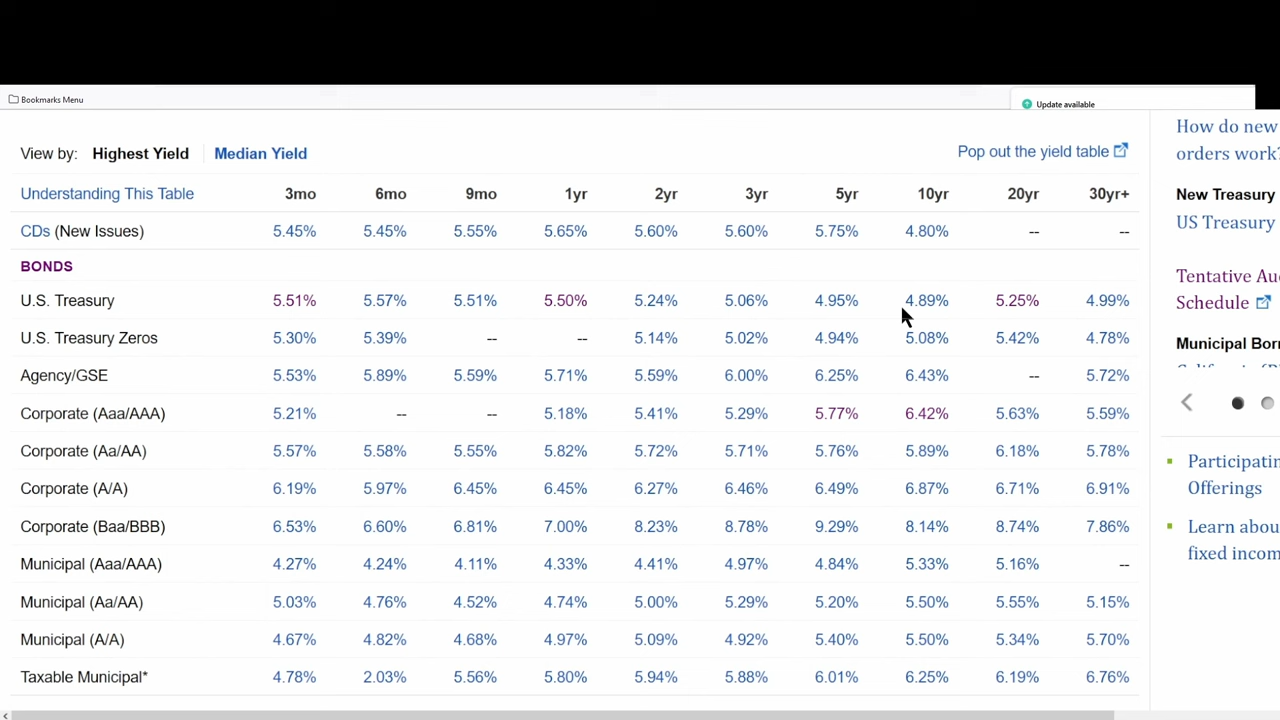 Bookmarks Menu
Update available
View by: Highest Yield Median Yield
Pop out the yield table
Understanding This Table 3mo 6mo 9mo 1yr 2yr 3yr 5yr 10yr 20yr 30yr+
CDs (New Issues) 5.45% 5.45% 5.55% 5.65% 5.60% 5.60% 5.75% 4.80% -- --
BONDS
U.S. Treasury 5.51% 5.57% 5.51% 5.50% 5.24% 5.06% 4.95% 4.89% 5.25% 4.99%
U.S. Treasury Zeros 5.30% 5.39% -- -- 5.14% 5.02% 4.94% 5.08% 5.42% 4.78%
Agency/GSE 5.53% 5.89% 5.59% 5.71% 5.59% 6.00% 6.25% 6.43% -- 5.72%
Corporate (Aaa/AAA) 5.21% -- -- 5.18% 5.41% 5.29% 5.77% 6.42% 5.63% 5.59%
Corporate (Aa/AA) 5.57% 5.58% 5.55% 5.82% 5.72% 5.71% 5.76% 5.89% 6.18% 5.78%
Corporate (A/A) 6.19% 5.97% 6.45% 6.45% 6.27% 6.46% 6.49% 6.87% 6.71% 6.91%
Corporate (Baa/BBB) 6.53% 6.60% 6.81% 7.00% 8.23% 8.78% 9.29% 8.14% 8.74% 7.86%
Municipal (Aaa/AAA) 4.27% 4.24% 4.11% 4.33% 4.41% 4.97% 4.84% 5.33% 5.16% --
Municipal (Aa/AA) 5.03% 4.76% 4.52% 4.74% 5.00% 5.29% 5.20% 5.50% 5.55% 5.15%
Municipal (A/A) 4.67% 4.82% 4.68% 4.97% 5.09% 4.92% 5.40% 5.50% 5.34% 5.70%
Taxable Municipal* 4.78% 2.03% 5.56% 5.80% 5.94% 5.88% 6.01% 6.25% 6.19% 6.76%
How do new
orders work?
New Treasury
US Treasury
Tentative Au
Schedule
Municipal Bon
Participatin
Offerings
Learn abou
fixed incom